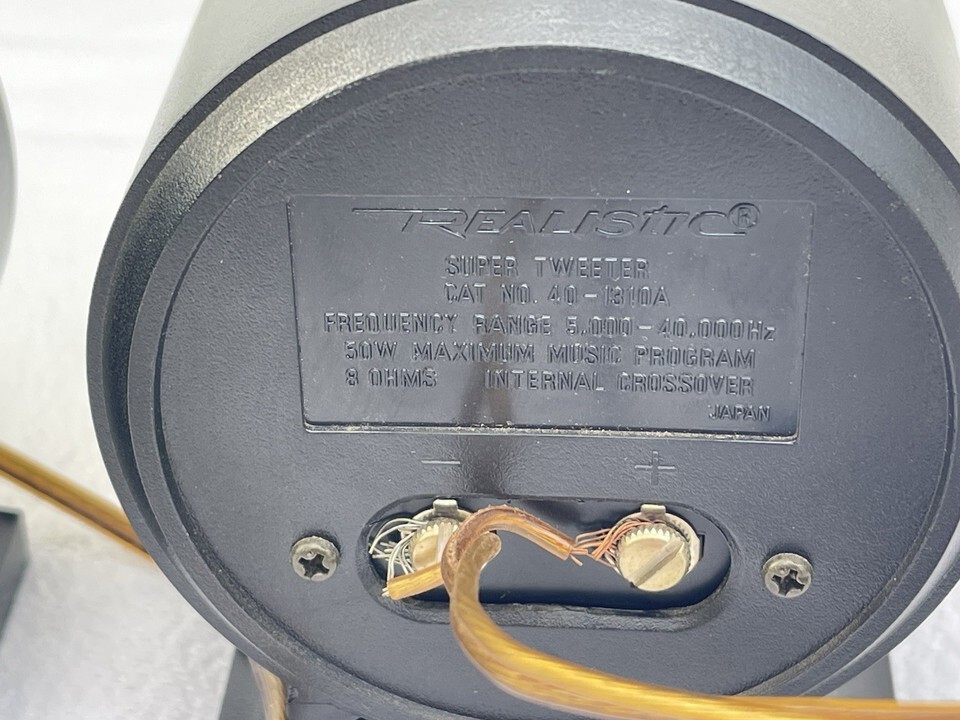 REALISTIC®
SUPER TWEETER
CAT NO. 40-1310A
FREQUENCY RANGE 5,000-40,000Hz
50W MAXIMUM MUSIC PROGRAM
8 OHMS INTERNAL CROSSOVER
JAPAN
- +